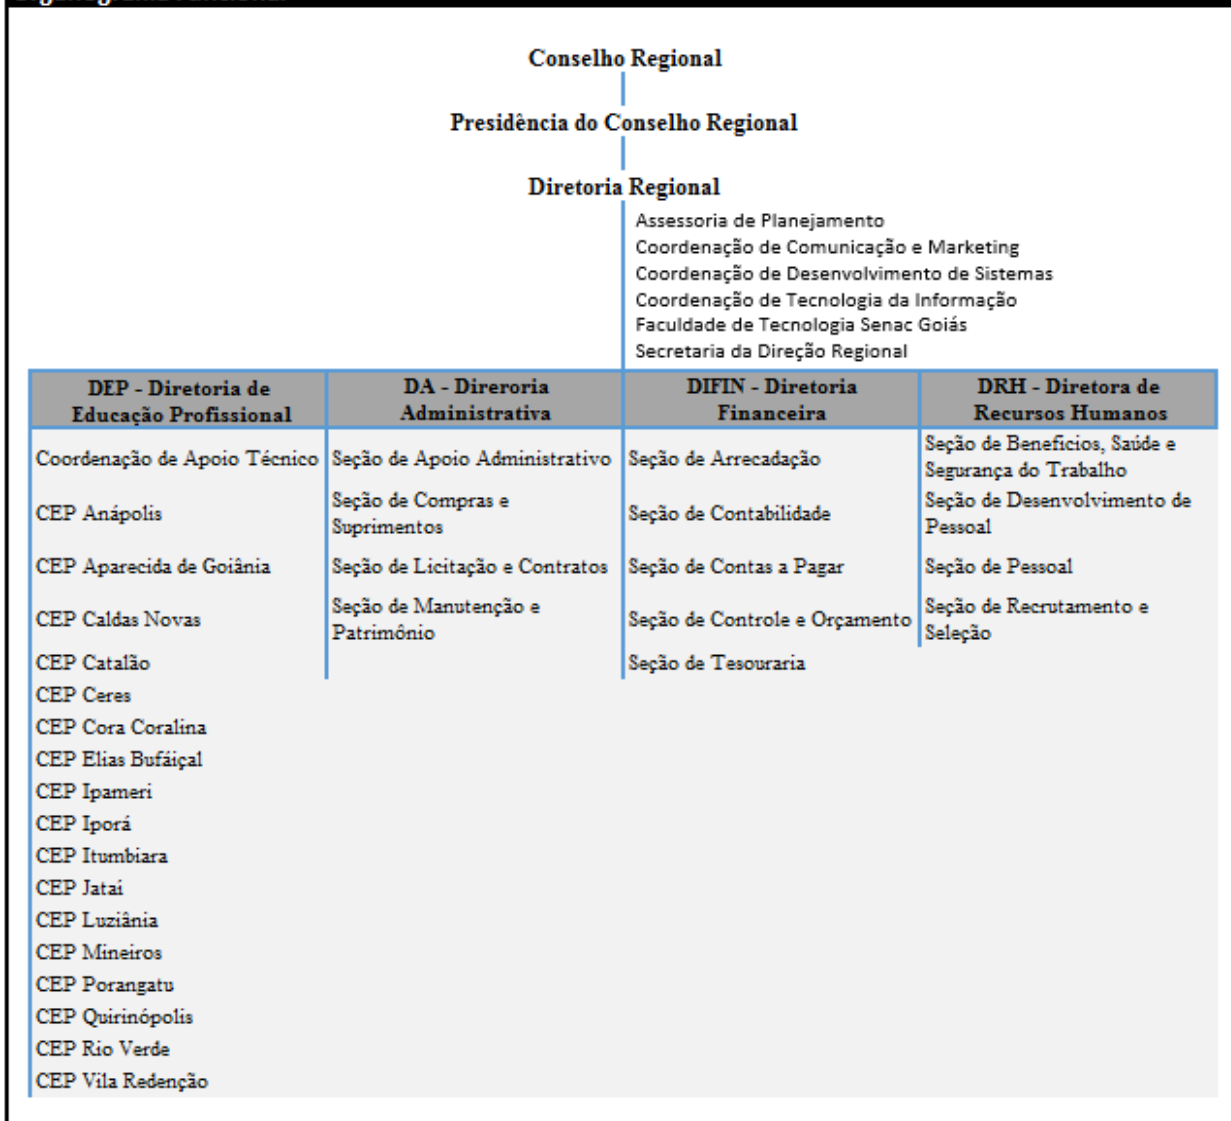 Conselho Regional
Presidência do Conselho Regional
Diretoria Regional
Assessoria de Planejamento
Coordenação de Comunicação e Marketing
Coordenação de Desenvolvimento de Sistemas
Coordenação de Tecnologia da Informação
Faculdade de Tecnologia Senac Goiás
Secretaria da Direção Regional
DEP - Diretoria de
Educação Profissional
DA - Direroria
Administrativa
DIFIN - Diretoria
Financeira
DRH - Diretora de
Recursos Humanos
Coordenação de Apoio Técnico
Seção de Apoio Administrativo
Seção de Arrecadação
Seção de Beneficios, Saúde e
Segurança do Trabalho
CEP Anápolis
Seção de Compras e
Suprimentos
Seção de Contabilidade
Seção de Desenvolvimento de
Pessoal
CEP Aparecida de Goiânia
Seção de Licitação e Contratos
Seção de Contas a Pagar
Seção de Pessoal
CEP Caldas Novas
Seção de Manutenção e
Patrimônio
Seção de Controle e Orçamento
Seção de Recrutamento e
Seleção
CEP Catalão
Seção de Tesouraria
CEP Ceres
CEP Cora Coralina
CEP Elias Bufáiçal
CEP Ipameri
CEP Iporá
CEP Itumbiara
CEP Jataí
CEP Luziânia
CEP Mineiros
CEP Porangatu
CEP Quirinópolis
CEP Rio Verde
CEP Vila Redenção